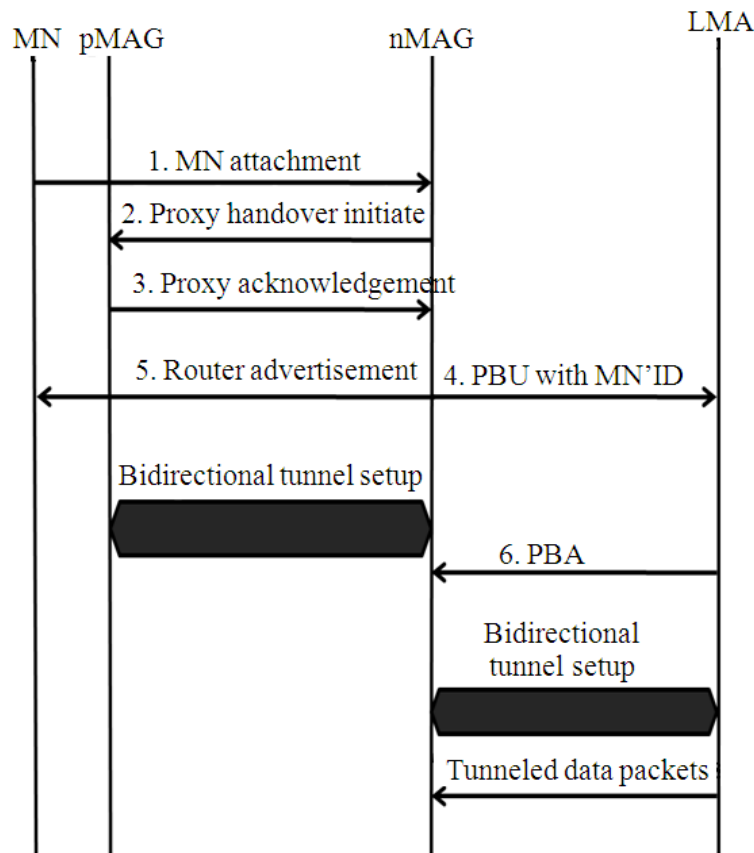 MN pMAG nMAG LMA
1. MN attachment
2. Proxy handover initiate
3. Proxy acknowledgement
5. Router advertisement 4. PBU with MN’ID
Bidirectional tunnel setup
6. PBA
Bidirectional
tunnel setup
Tunneled data packets